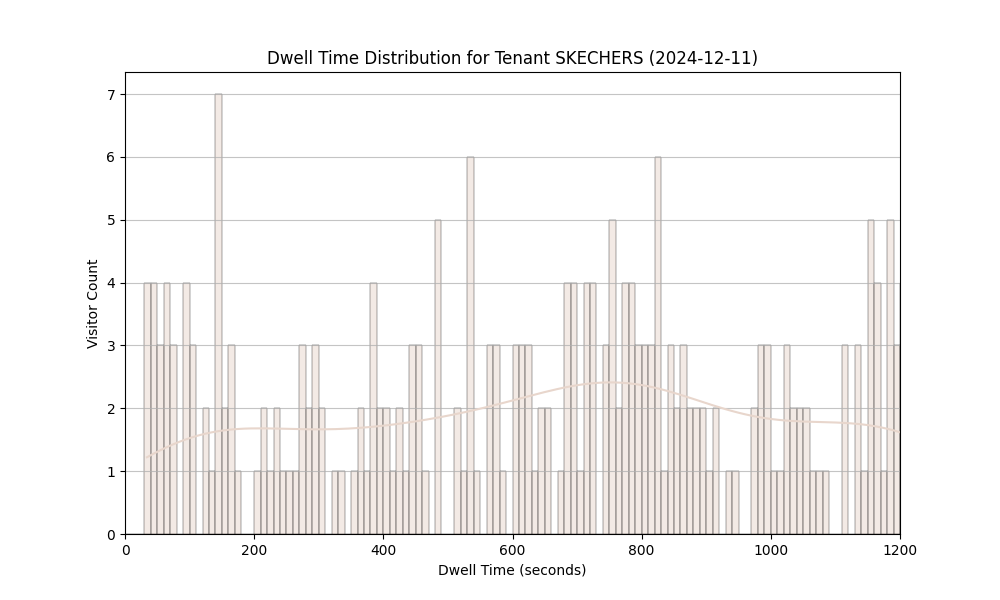 Dwell Time Distribution for Tenant SKECHERS (2024-12-11)
Visitor Count
7
6
5
4
3
2
1
0
0 200 400 600 800 1000 1200
Dwell Time (seconds)